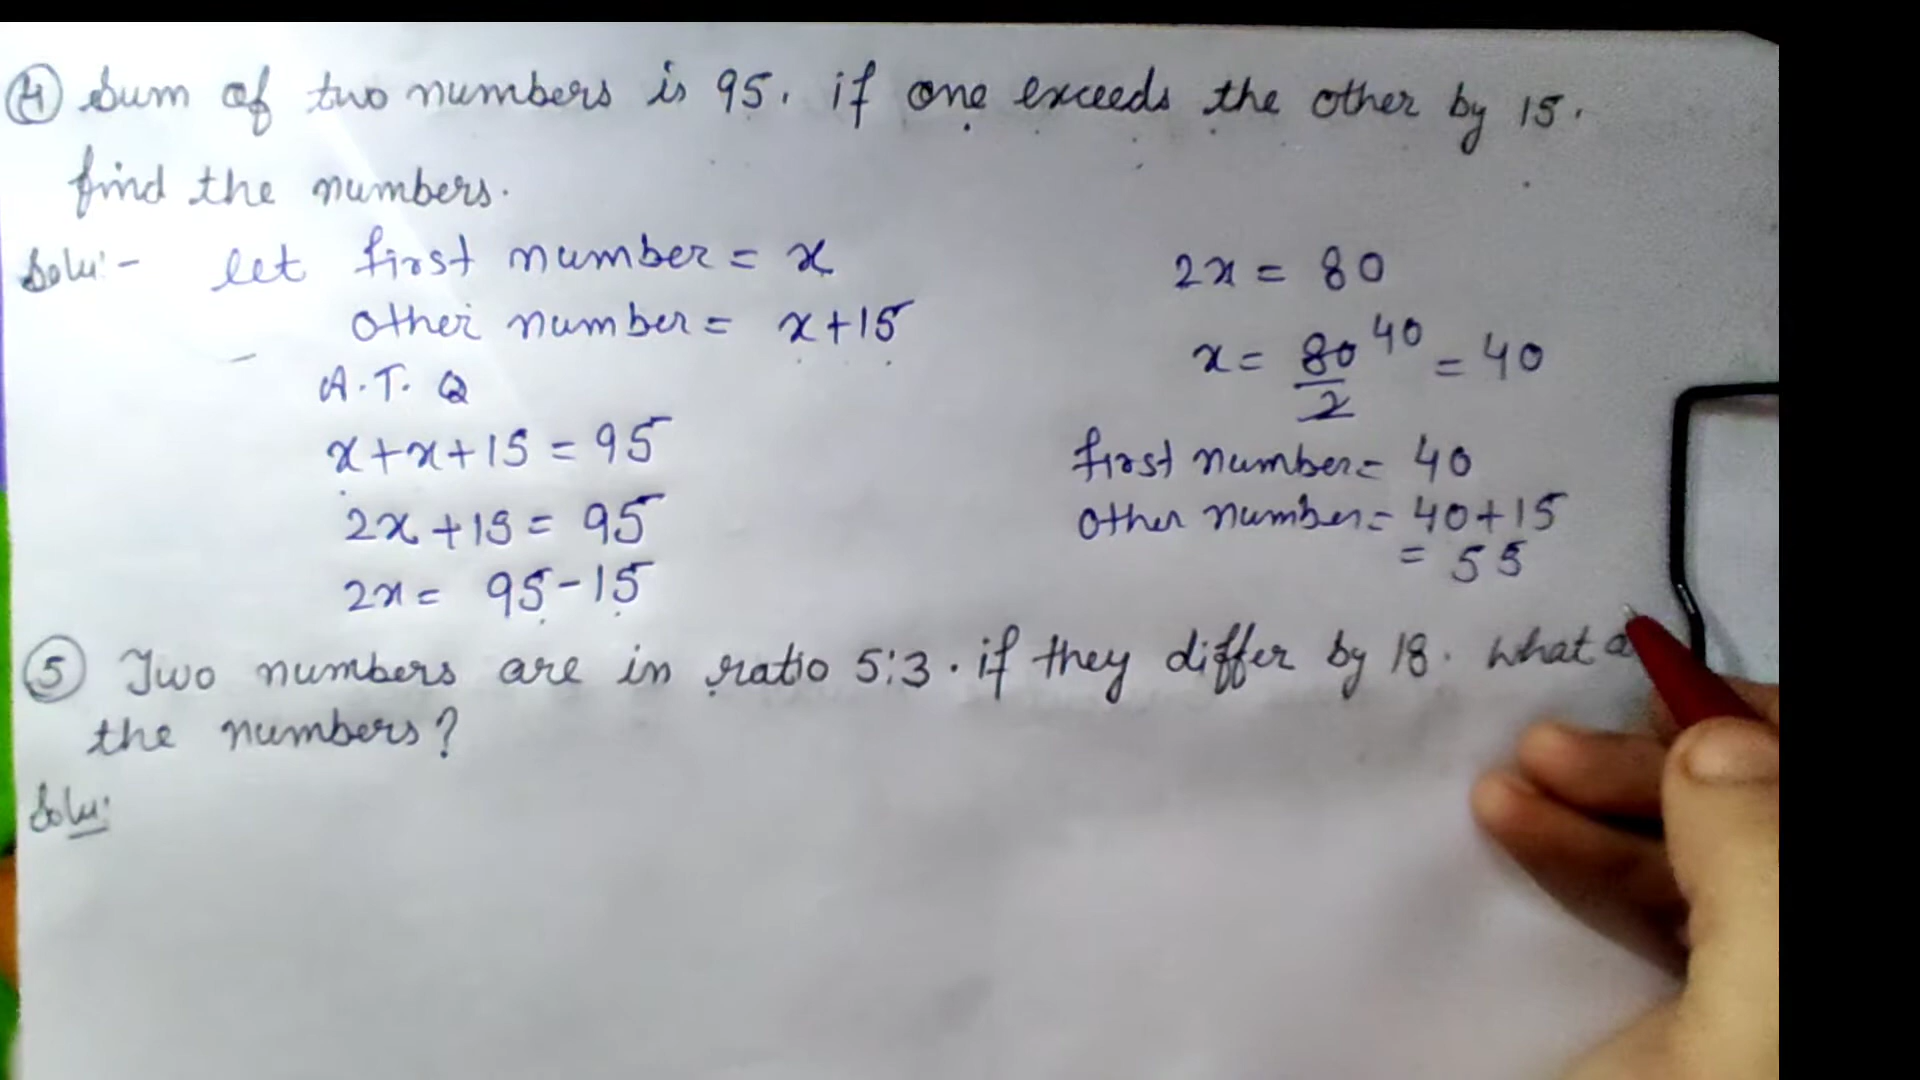 4 Sum of two numbers is 95. if one exceeds the other by 15.
find the numbers.
Solu:- let first number = x
other number = x+15
A.T.Q
x+x+15 = 95
2x+15 = 95
2x = 95-15
2x = 80
x = 80/2 40 = 40
first number = 40
other number = 40+15
= 55
5 Two numbers are in ratio 5:3. if they differ by 18. What
the numbers?
Solu: